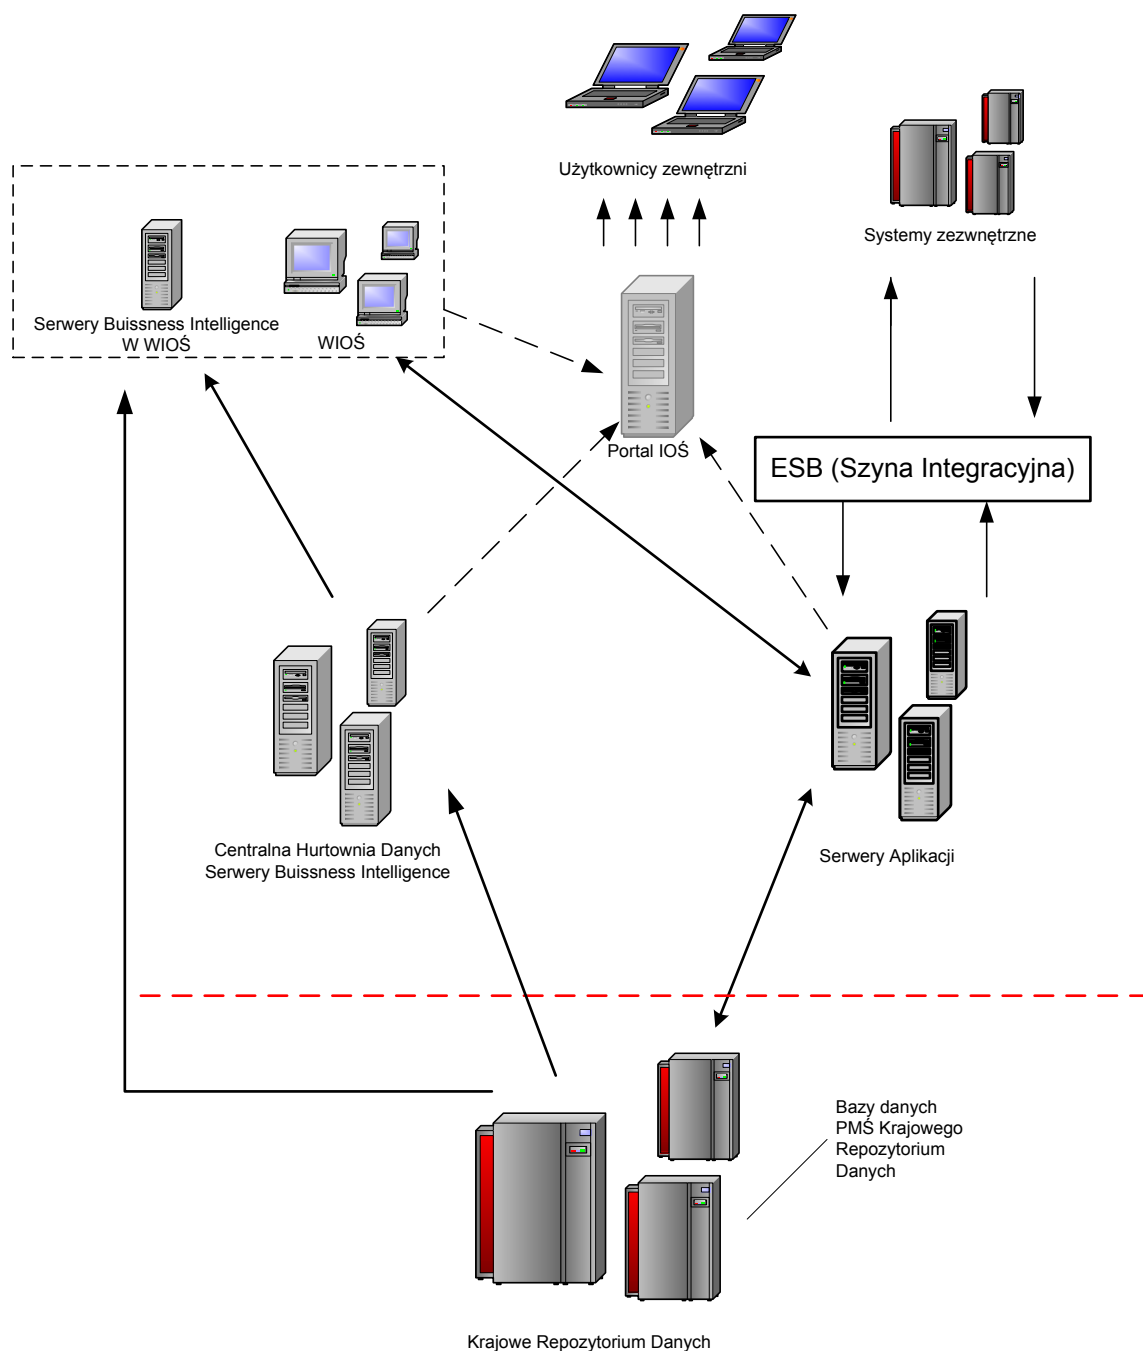 Użytkownicy zewnętrzni
Systemy zezwnętrzne
Serwery Buissness Intelligence
W WIOŚ
WIOŚ
Portal IOŚ
ESB (Szyna Integracyjna)
Centralna Hurtownia Danych
Serwery Buissness Intelligence
Serwery Aplikacji
Bazy danych
PMŚ Krajowego
Repozytorium
Danych
Krajowe Repozytorium Danych